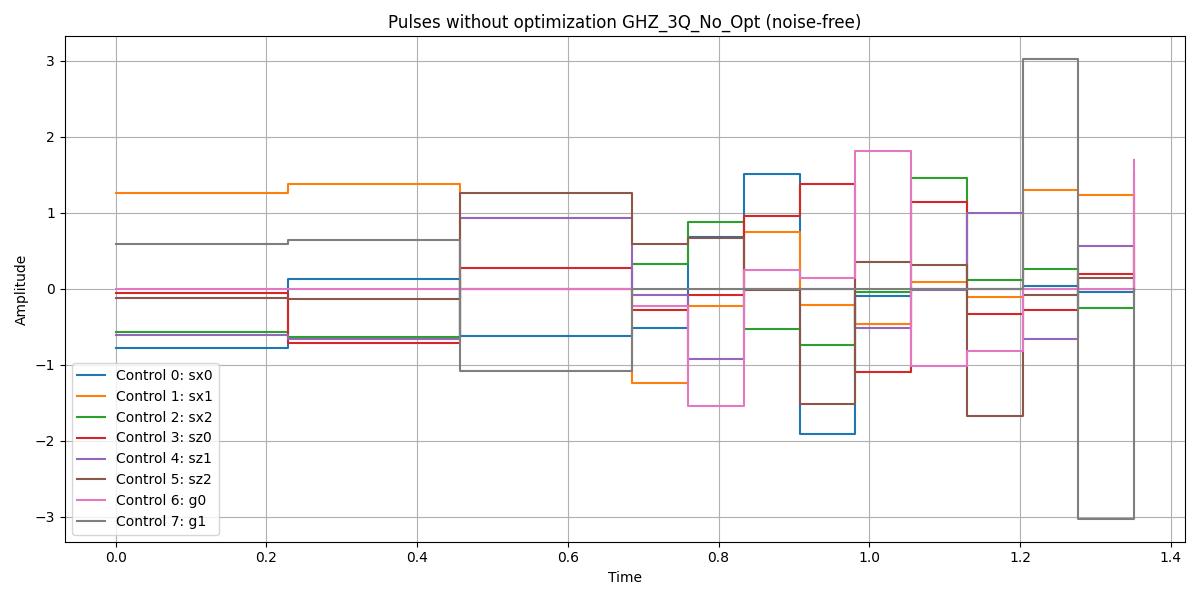 Pulses without optimization GHZ_3Q_No_Opt (noise-free)
Amplitude
3
2
1
0
−1
−2
−3
Control 0: sx0
Control 1: sx1
Control 2: sx2
Control 3: sz0
Control 4: sz1
Control 5: sz2
Control 6: g0
Control 7: g1
0.0 0.2 0.4 0.6 0.8 1.0 1.2 1.4
Time